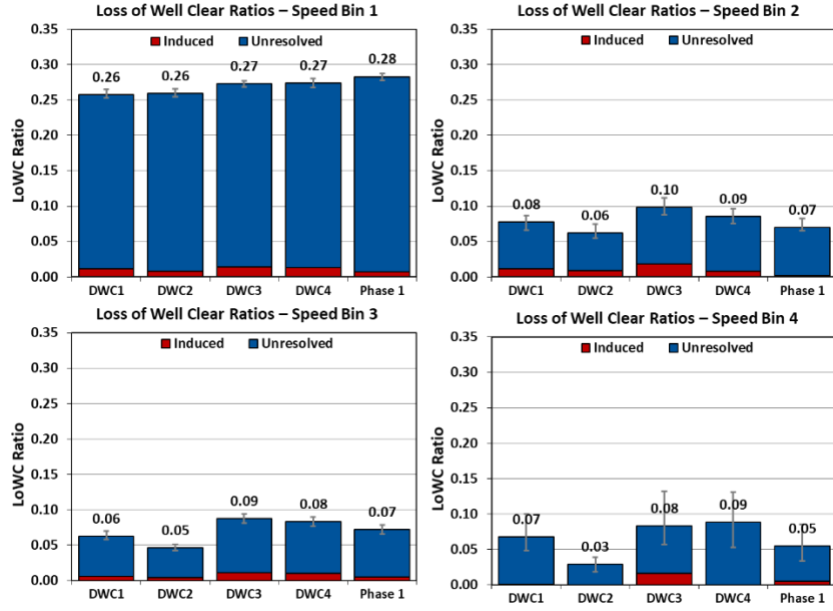 Loss of Well Clear Ratios – Speed Bin 1
Induced Unresolved
LoWC Ratio
0.35
0.30
0.25
0.20
0.15
0.10
0.05
0.00
0.26 0.26 0.27 0.27 0.28
DWC1 DWC2 DWC3 DWC4 Phase 1
Loss of Well Clear Ratios – Speed Bin 2
Induced Unresolved
LoWC Ratio
0.35
0.30
0.25
0.20
0.15
0.10
0.05
0.00
0.08 0.06 0.10 0.09 0.07
DWC1 DWC2 DWC3 DWC4 Phase 1
Loss of Well Clear Ratios – Speed Bin 3
Induced Unresolved
LoWC Ratio
0.35
0.30
0.25
0.20
0.15
0.10
0.05
0.00
0.06 0.05 0.09 0.08 0.07
DWC1 DWC2 DWC3 DWC4 Phase 1
Loss of Well Clear Ratios – Speed Bin 4
Induced Unresolved
LoWC Ratio
0.35
0.30
0.25
0.20
0.15
0.10
0.05
0.00
0.07 0.03 0.08 0.09 0.05
DWC1 DWC2 DWC3 DWC4 Phase 1